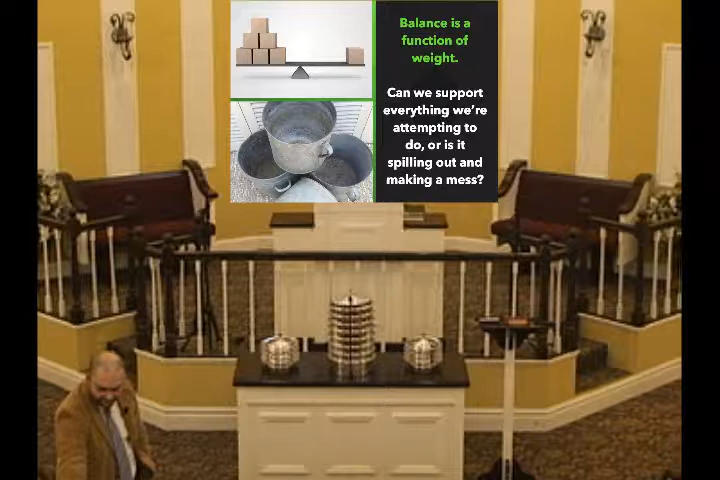 Balance is a
function of
weight.
Can we support
everything we're
attempting to
do, or is it
spilling out and
making a mess?